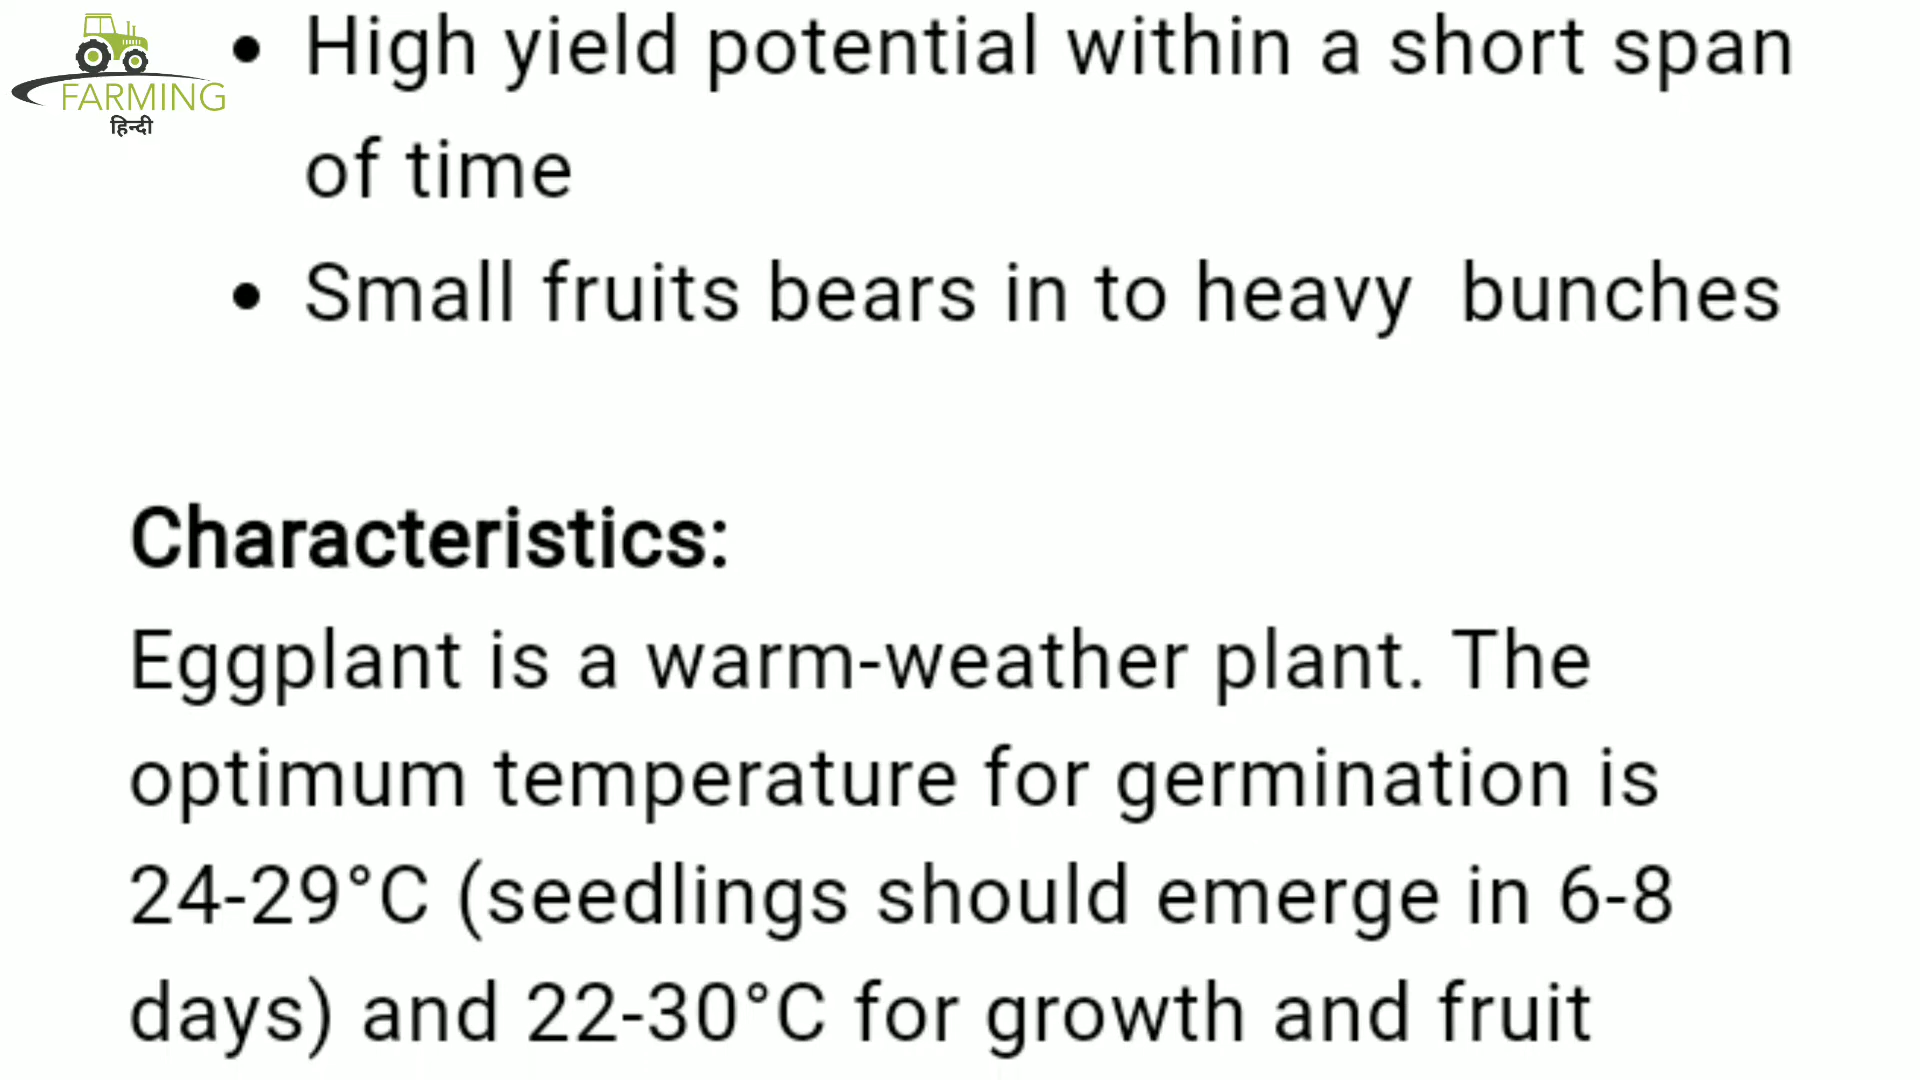 FARMING
हिन्दी
• High yield potential within a short span
of time
• Small fruits bears in to heavy  bunches
Characteristics:
Eggplant is a warm-weather plant. The
optimum temperature for germination is
24-29°C (seedlings should emerge in 6-8
days) and 22-30°C for growth and fruit